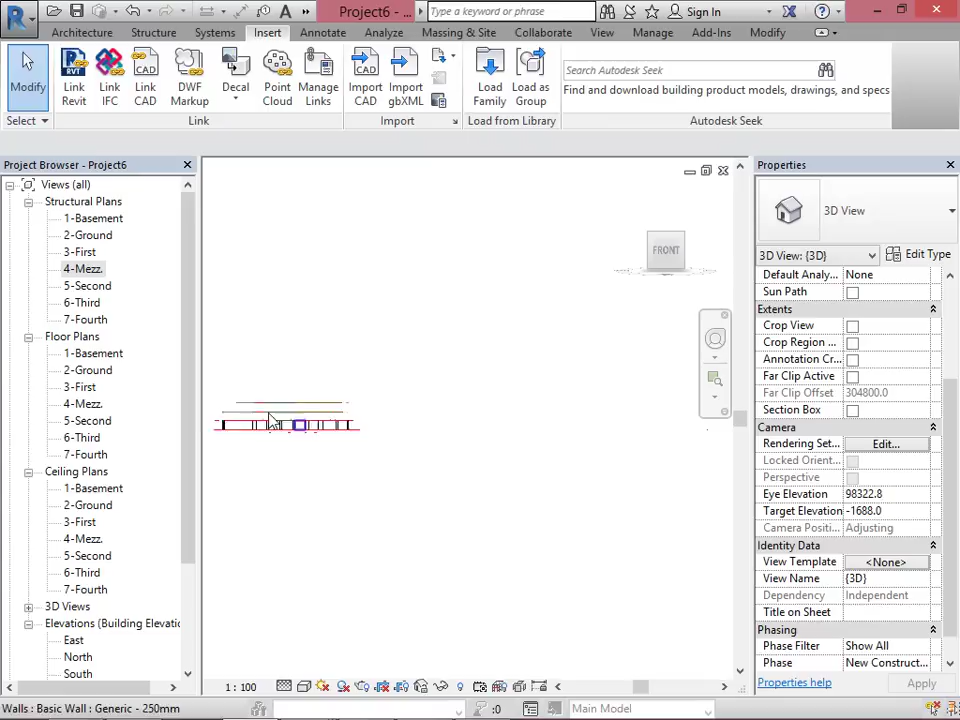 Project6 - ...
Type a keyword or phrase
Sign In
Architecture Structure Systems Insert Annotate Analyze Massing & Site Collaborate View Manage Add-Ins Modify
Modify
Link Revit
Link IFC
Link CAD
DWF Markup
Decal
Point Cloud
Manage Links
Import CAD
Import gbXML
Load Family
Load as Group
Search Autodesk Seek
Find and download building product models, drawings, and specs
Select Link Import Load from Library Autodesk Seek
Project Browser - Project6
Views (all)
Structural Plans
1-Basement
2-Ground
3-First
4-Mezz.
5-Second
6-Third
7-Fourth
Floor Plans
1-Basement
2-Ground
3-First
4-Mezz.
5-Second
6-Third
7-Fourth
Ceiling Plans
1-Basement
2-Ground
3-First
4-Mezz.
5-Second
6-Third
7-Fourth
3D Views
Elevations (Building Elevatic
East
North
South
FRONT
Properties
3D View
3D View: {3D} Edit Type
Default Analy... None
Sun Path
Extents
Crop View
Crop Region ...
Annotation Cr...
Far Clip Active
Far Clip Offset 304800.0
Section Box
Camera
Rendering Set... Edit...
Locked Orient...
Perspective
Eye Elevation 98322.8
Target Elevation -1688.0
Camera Positi... Adjusting
Identity Data
View Template <None>
View Name {3D}
Dependency Independent
Title on Sheet
Phasing
Phase Filter Show All
Phase New Construct...
Properties help Apply
1 : 100
Walls : Basic Wall : Generic - 250mm
:0
Main Model